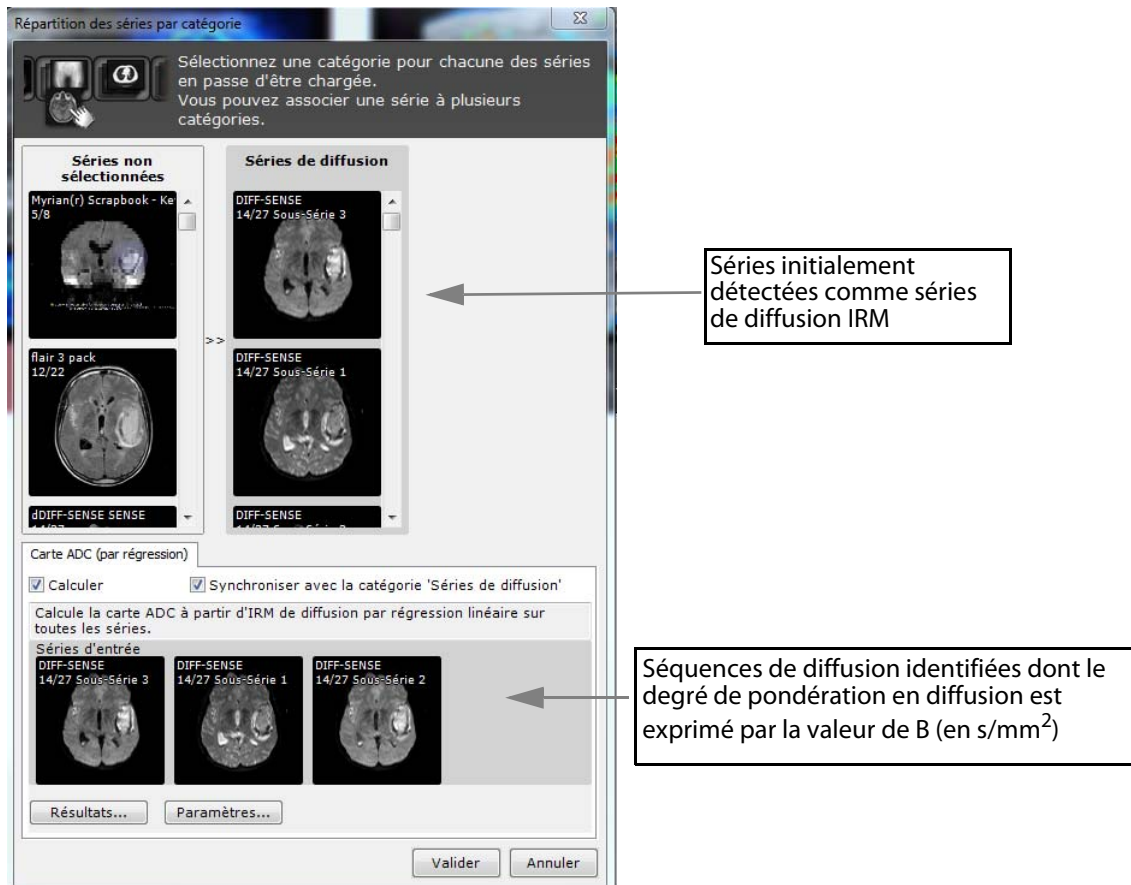 Répartition des séries par catégorie
Sélectionnez une catégorie pour chacune des séries
en passe d'être chargée.
Vous pouvez associer une série à plusieurs
catégories.
Séries non
sélectionnées
Myrian(r) Scrapbook - Ke
5/8
flair 3 pack
12/22
dDIFF-SENSE SENSE
14/27
>>
Séries de diffusion
DIFF-SENSE
14/27 Sous-Série 3
DIFF-SENSE
14/27 Sous-Série 1
DIFF-SENSE
14/27 Sous-Série 2
Séries initialement
détectées comme séries
de diffusion IRM
Carte ADC (par régression)
Calculer
Synchroniser avec la catégorie 'Séries de diffusion'
Calcule la carte ADC à partir d'IRM de diffusion par régression linéaire sur
toutes les séries.
Séries d'entrée
DIFF-SENSE
14/27 Sous-Série 3
DIFF-SENSE
14/27 Sous-Série 1
DIFF-SENSE
14/27 Sous-Série 2
Séquences de diffusion identifiées dont le
degré de pondération en diffusion est
exprimé par la valeur de B (en s/mm²)
Résultats...
Paramètres...
Valider
Annuler